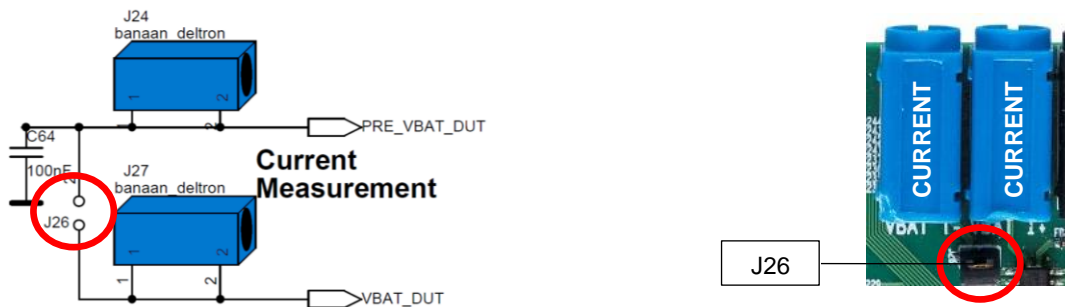 J24
banaan_deltron
1
2
PRE_VBAT_DUT
C64
100nF
2
Current
Measurement
J27
banaan_deltron
J26
1
2
1
2
VBAT_DUT
CURRENT
CURRENT
VBAT I-
I+
J26